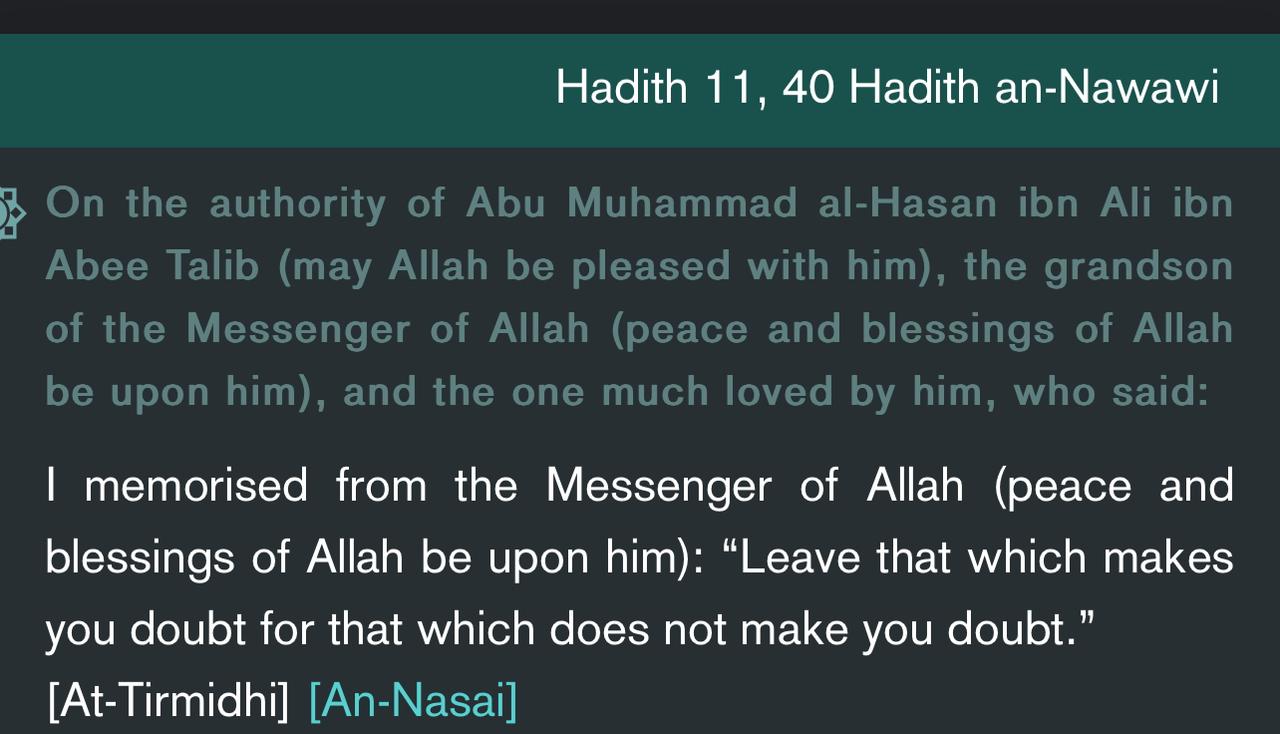 Hadith 11, 40 Hadith an-Nawawi
On the authority of Abu Muhammad al-Hasan ibn Ali ibn
Abee Talib (may Allah be pleased with him), the grandson
of the Messenger of Allah (peace and blessings of Allah
be upon him), and the one much loved by him, who said:
I memorised from the Messenger of Allah (peace and
blessings of Allah be upon him): “Leave that which makes
you doubt for that which does not make you doubt.”
[At-Tirmidhi] [An-Nasai]